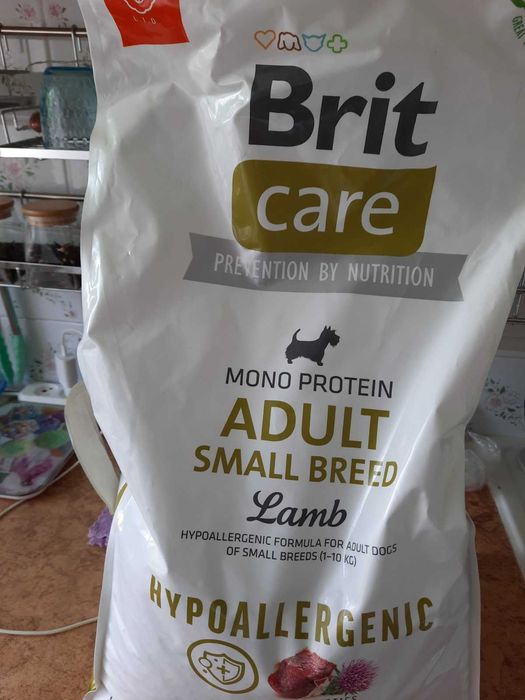 LTD
Brit
care
PREVENTION BY NUTRITION
MONO PROTEIN
ADULT
SMALL BREED
Lamb
HYPOALLERGENIC FORMULA FOR ADULT DOGS
OF SMALL BREEDS (1–10 KG)
HYPOALLERGENIC